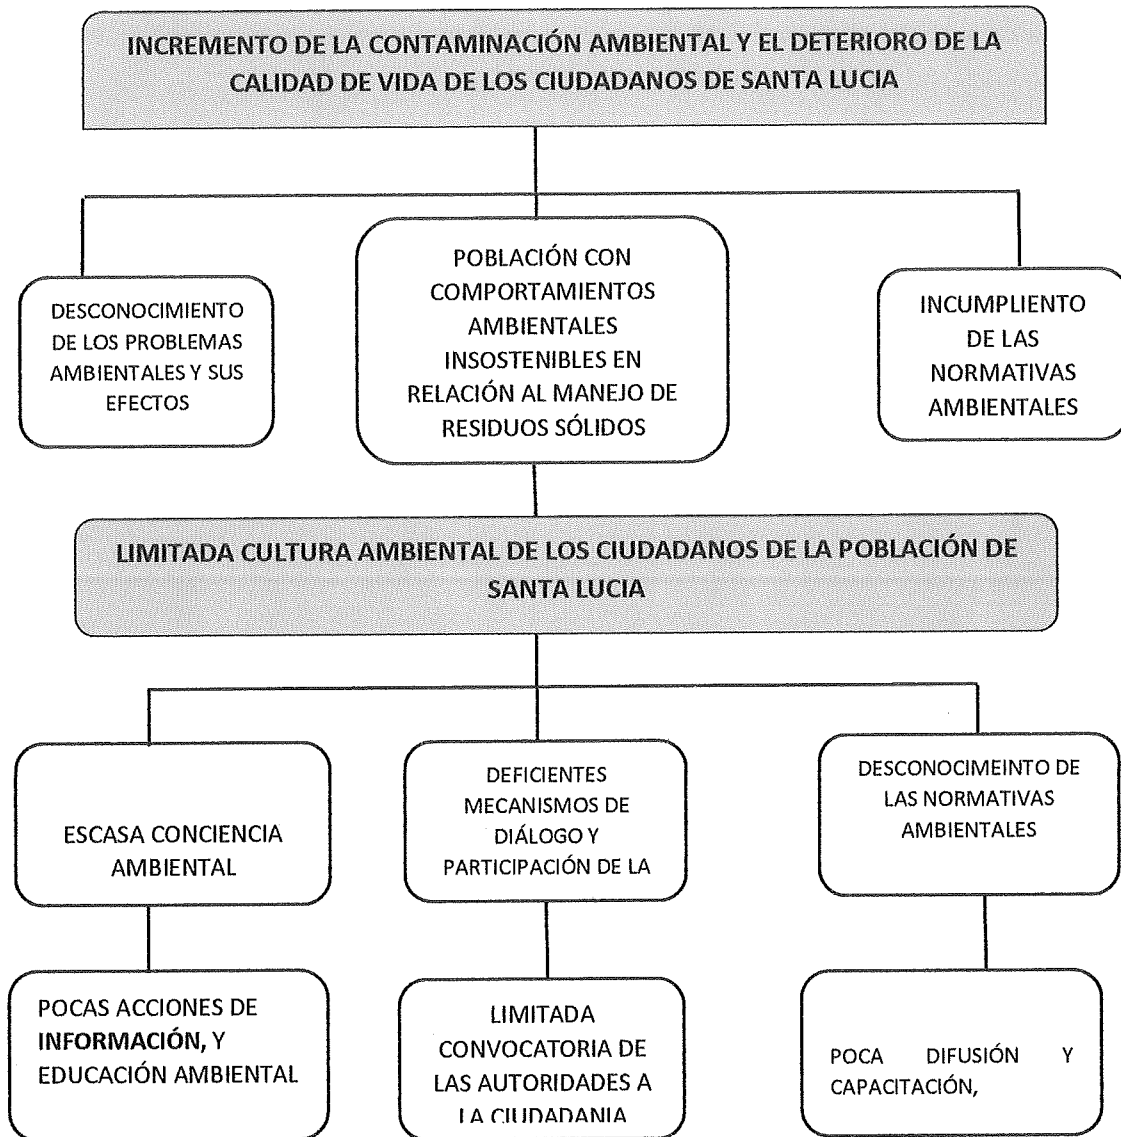 INCREMENTO DE LA CONTAMINACIÓN AMBIENTAL Y EL DETERIORO DE LA
CALIDAD DE VIDA DE LOS CIUDADANOS DE SANTA LUCIA
DESCONOCIMIENTO
DE LOS PROBLEMAS
AMBIENTALES Y SUS
EFECTOS
POBLACIÓN CON
COMPORTAMIENTOS
AMBIENTALES
INSOSTENIBLES EN
RELACIÓN AL MANEJO DE
RESIDUOS SÓLIDOS
INCUMPLIENTO
DE LAS
NORMATIVAS
AMBIENTALES
LIMITADA CULTURA AMBIENTAL DE LOS CIUDADANOS DE LA POBLACIÓN DE
SANTA LUCIA
ESCASA CONCIENCIA
AMBIENTAL
DEFICIENTES
MECANISMOS DE
DIÁLOGO Y
PARTICIPACIÓN DE LA
DESCONOCIMEINTO DE
LAS NORMATIVAS
AMBIENTALES
POCAS ACCIONES DE
INFORMACIÓN, Y
EDUCACIÓN AMBIENTAL
LIMITADA
CONVOCATORIA DE
LAS AUTORIDADES A
LA CIUDADANIA
POCA DIFUSIÓN Y
CAPACITACIÓN,